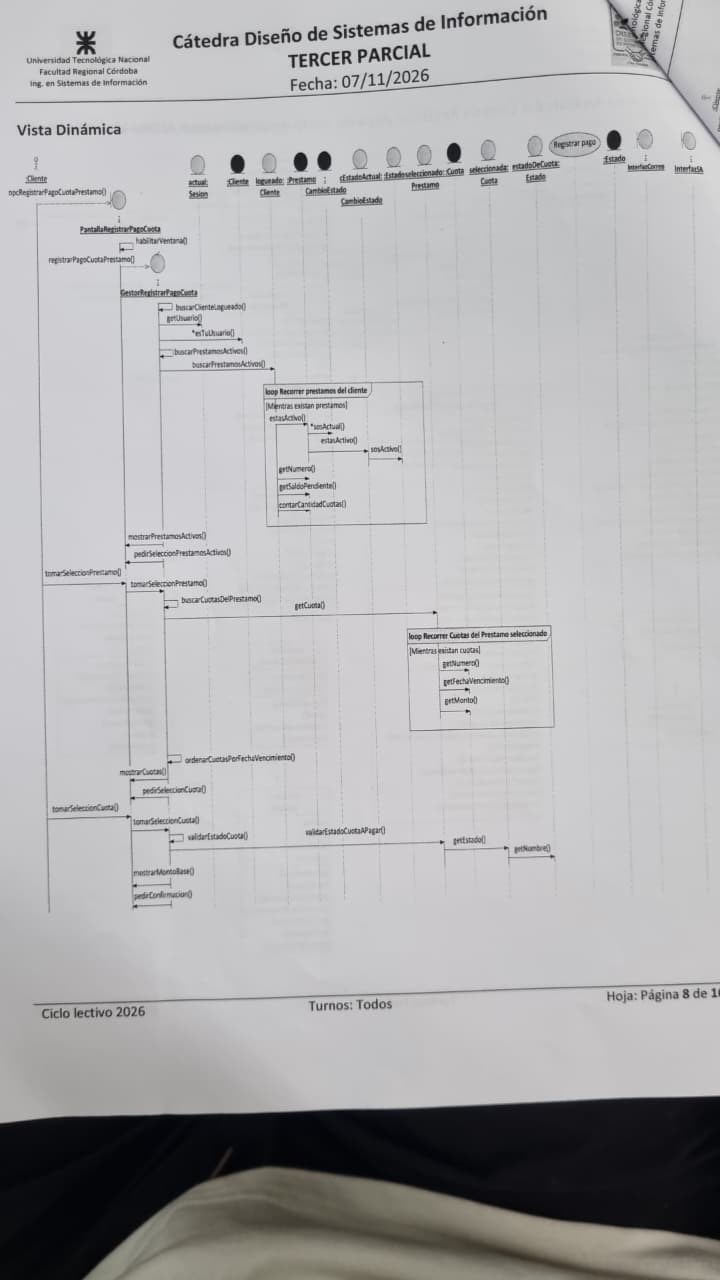 Universidad Tecnológica Nacional
Facultad Regional Córdoba
Ing. en Sistemas de Información
Cátedra Diseño de Sistemas de Información
TERCER PARCIAL
Fecha: 07/11/2026
Vista Dinámica
:Cliente
opcRegistrarPagoCuotaPrestamo()
actual:
Sesion
:Cliente
logueado:
Cliente
:Prestamo
:
CambioEstado
cEstadoActual:
CambioEstado
:Estado
seleccionado:
Prestamo
:Cuota
seleccionada:
Cuota
estadoDeCuota:
Estado
Registrar pago
:Estado
:
InterfazCorreo
:
InterfazSA
:
PantallaRegistrarPagoCuota
habilitarVentana()
registrarPagoCuotaPrestamo()
:
GestorRegistrarPagoCuota
buscarClienteLogueado()
getUsuario()
*esTuUsuario()
buscarPrestamosActivos()
buscarPrestamosActivos()
loop Recorrer prestamos del cliente
[Mientras existan prestamos]
estasActivo()
*sosActual()
estasActivo()
sosActivo()
getNumero()
getSaldoPendiente()
contarCantidadCuotas()
mostrarPrestamosActivos()
pedirSeleccionPrestamosActivos()
tomarSeleccionPrestamo()
tomarSeleccionPrestamo()
buscarCuotasDelPrestamo()
getCuota()
loop Recorrer Cuotas del Prestamo seleccionado
[Mientras existan cuotas]
getNumero()
getFechaVencimiento()
getMonto()
ordenarCuotasPorFechaVencimiento()
mostrarCuotas()
pedirSeleccionCuota()
tomarSeleccionCuota()
tomarSeleccionCuota()
validarEstadoCuota()
validarEstadoCuotaAPagar()
getEstado()
getNombre()
mostrarMontoBase()
pedirConfirmacion()
Ciclo lectivo 2026
Turnos: Todos
Hoja: Página 8 de